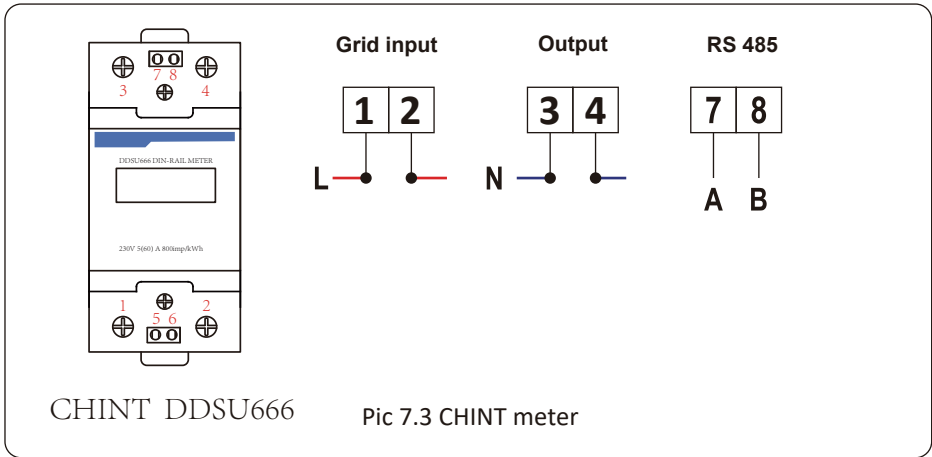 Grid input
Output
RS 485
7 8
3 4
DDSU666 DIN-RAIL METER
230V 5(60) A 800imp/kWh
1 2
5 6
1 2
3 4
7 8
L
N
A B
CHINT DDSU666
Pic 7.3 CHINT meter